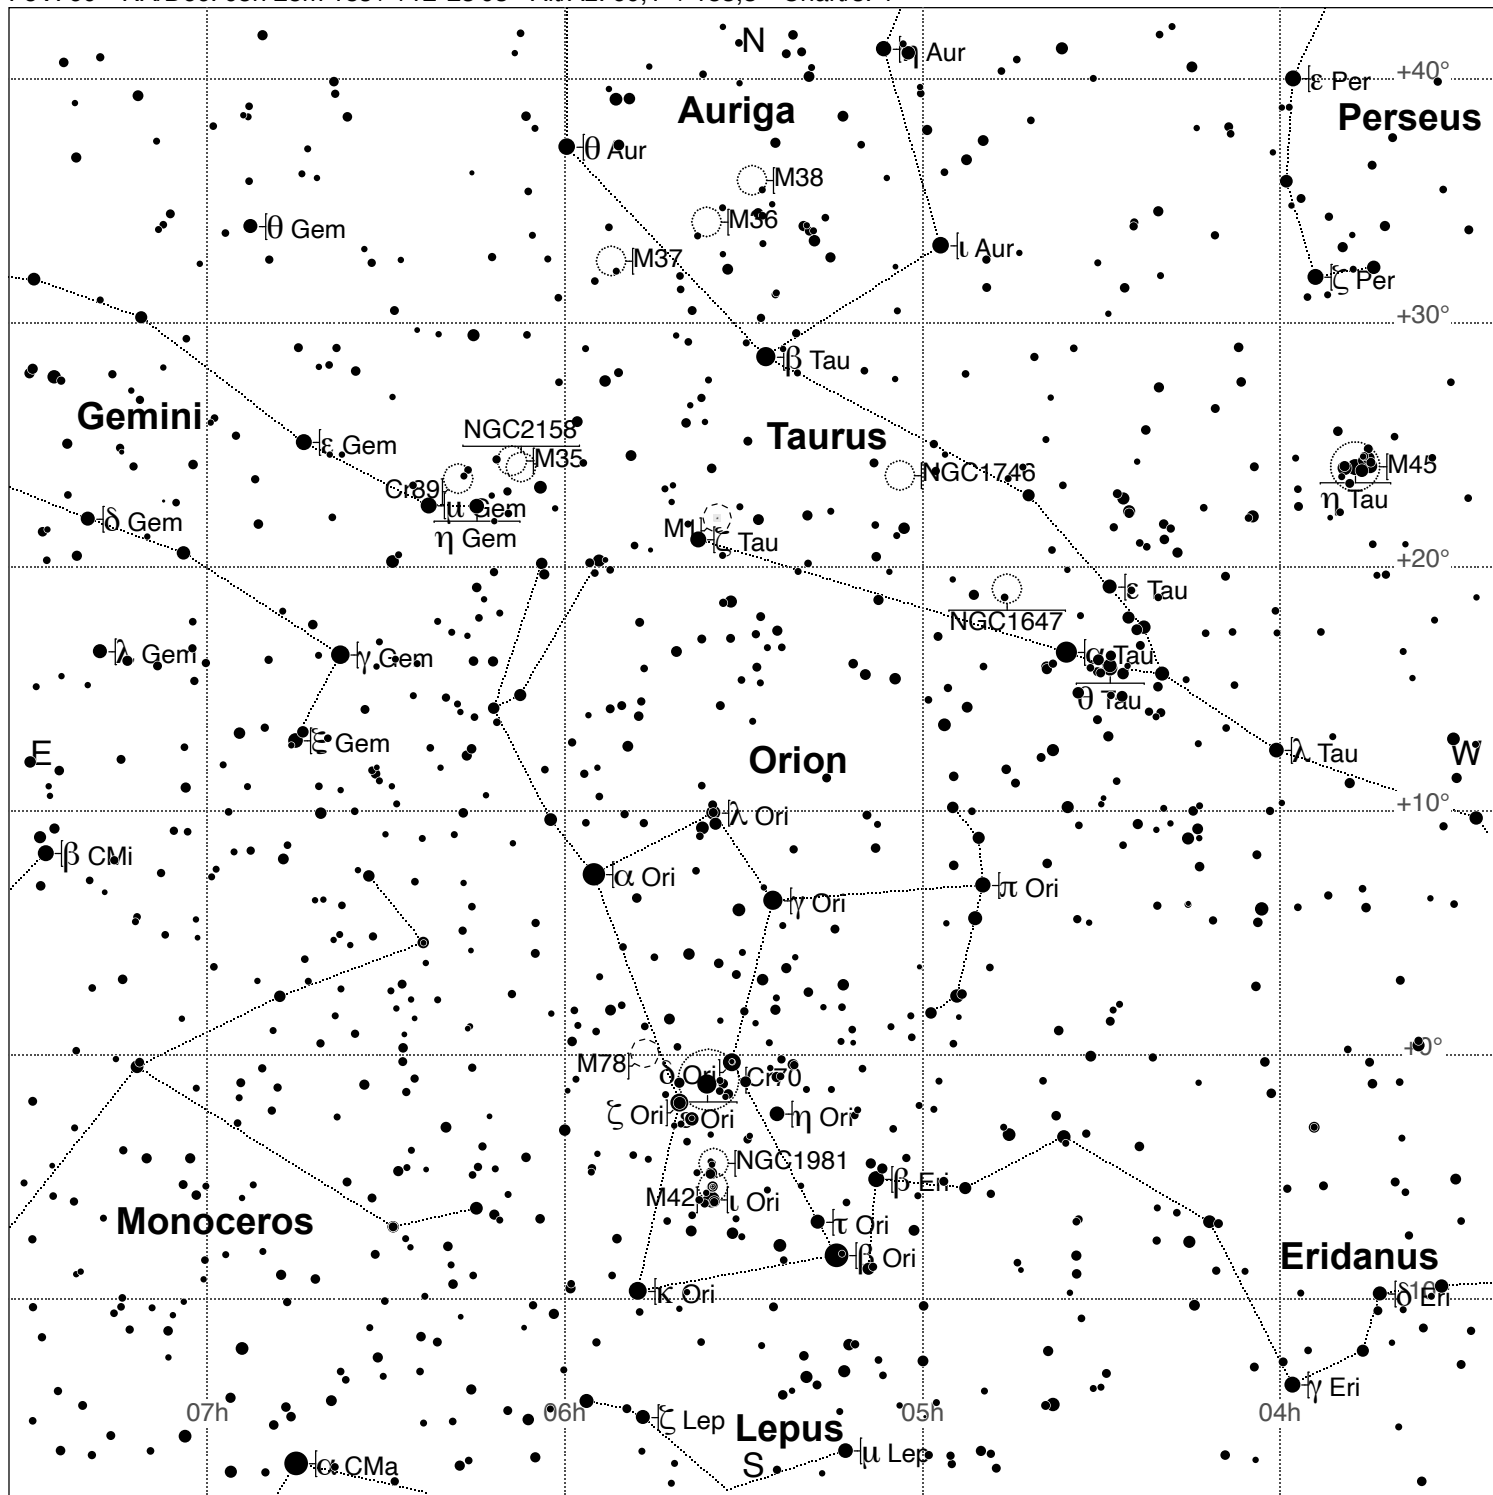 N
η Aur
+40°
ε Per
Auriga
Perseus
θ Aur
M38
M36
θ Gem
ι Aur
M37
ζ Per
+30°
β Tau
Gemini
NGC2158
Taurus
ε Gem
M35
M45
NGC1746
Cr89
μ Gem
η Tau
δ Gem
η Gem
M1
ζ Tau
+20°
ε Tau
NGC1647
λ Gem
γ Gem
α Tau
θ Tau
ξ Gem
E
Orion
λ Tau
W
+10°
λ Ori
β CMi
α Ori
π Ori
γ Ori
+0°
M78
δ Ori
Cr70
ζ Ori
Ori
η Ori
NGC1981
β Eri
M42
ι Ori
Monoceros
τ Ori
β Ori
Eridanus
κ Ori
δ Eri
γ Eri
07h
06h
05h
04h
ζ Lep
Lepus
μ Lep
α CMa
S